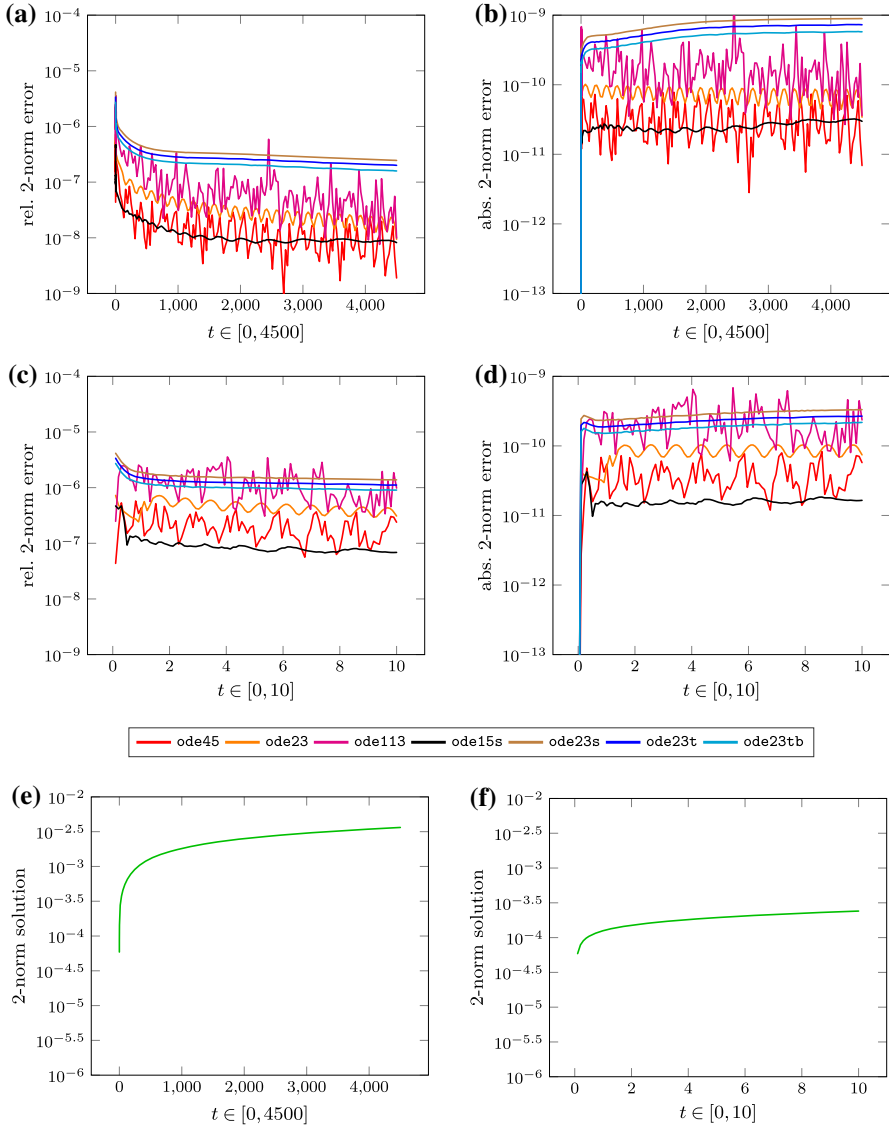 (a)
10⁻⁴
10⁻⁵
10⁻⁶
10⁻⁷
10⁻⁸
10⁻⁹
rel. 2-norm error
0 1,000 2,000 3,000 4,000
t ∈ [0, 4500]
(b)
10⁻⁹
10⁻¹⁰
10⁻¹¹
10⁻¹²
10⁻¹³
abs. 2-norm error
0 1,000 2,000 3,000 4,000
t ∈ [0, 4500]
(c)
10⁻⁴
10⁻⁵
10⁻⁶
10⁻⁷
10⁻⁸
10⁻⁹
rel. 2-norm error
0 2 4 6 8 10
t ∈ [0, 10]
(d)
10⁻⁹
10⁻¹⁰
10⁻¹¹
10⁻¹²
10⁻¹³
abs. 2-norm error
0 2 4 6 8 10
t ∈ [0, 10]
ode45 ode23 ode113 ode15s ode23s ode23t ode23tb
(e)
10⁻²
10⁻²·⁵
10⁻³
10⁻³·⁵
10⁻⁴
10⁻⁴·⁵
10⁻⁵
10⁻⁵·⁵
10⁻⁶
2-norm solution
0 1,000 2,000 3,000 4,000
t ∈ [0, 4500]
(f)
10⁻²
10⁻²·⁵
10⁻³
10⁻³·⁵
10⁻⁴
10⁻⁴·⁵
10⁻⁵
10⁻⁵·⁵
10⁻⁶
2-norm solution
0 2 4 6 8 10
t ∈ [0, 10]